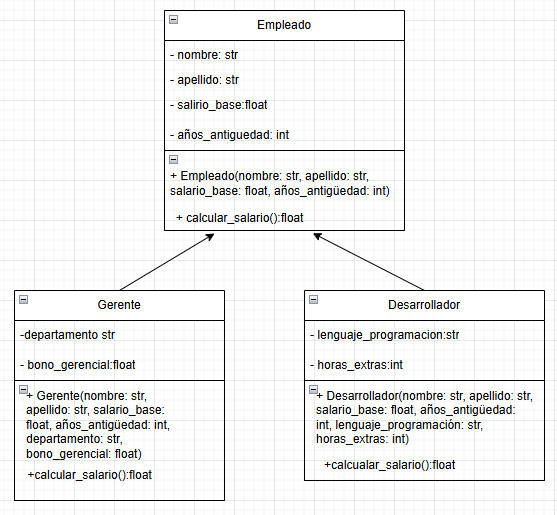 Empleado
- nombre: str
- apellido: str
- salirio_base:float
- años_antiguedad: int
+ Empleado(nombre: str, apellido: str,
salario_base: float, años_antigüedad: int)
+ calcular_salario():float
Gerente
-departamento str
- bono_gerencial:float
+ Gerente(nombre: str,
apellido: str, salario_base:
float, años_antigüedad: int,
departamento: str,
bono_gerencial: float)
+calcular_salario():float
Desarrollador
- lenguaje_programacion:str
- horas_extras:int
+ Desarrollador(nombre: str, apellido: str,
salario_base: float, años_antigüedad:
int, lenguaje_programación: str,
horas_extras: int)
+calcualar_salario():float